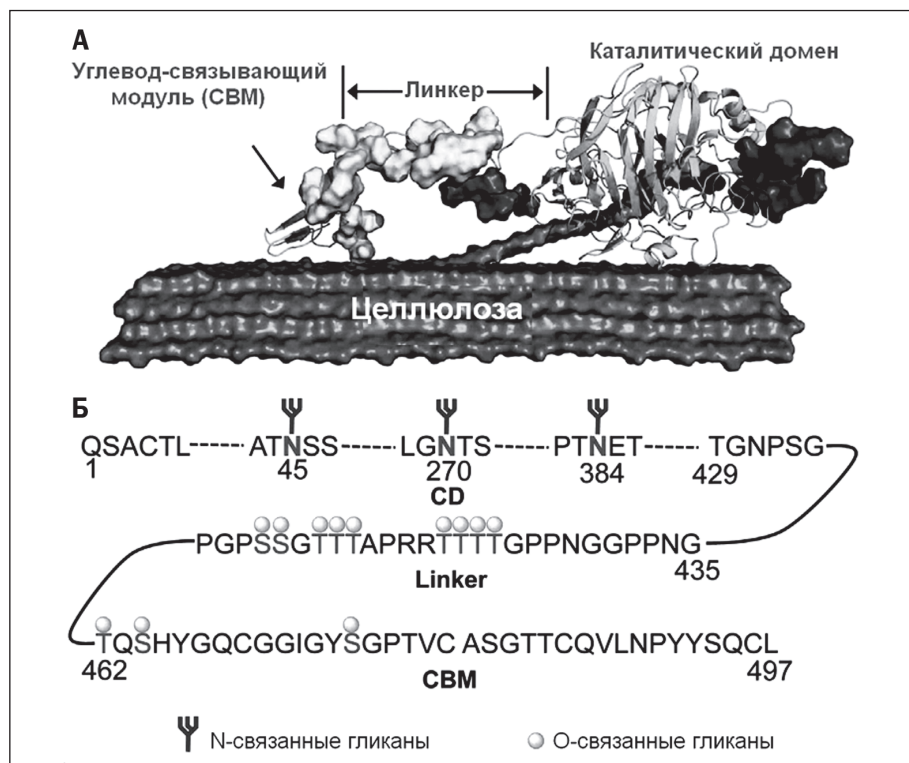 А
Углевод-связывающий
модуль (СВМ)
Линкер
Каталитический домен
Целлюлоза
Б
QSACTL ATNSS LGNTS PTNET TGNPSG
1 45 270 384 429
CD
PGPSSGTTTAPRRTTTTGPPNGGPPNG
435
Linker
TQSHYGQCGGIGYSGPTVC ASGTTCQVLNPYYSQCL
462 497
CBM
N-связанные гликаны
О-связанные гликаны